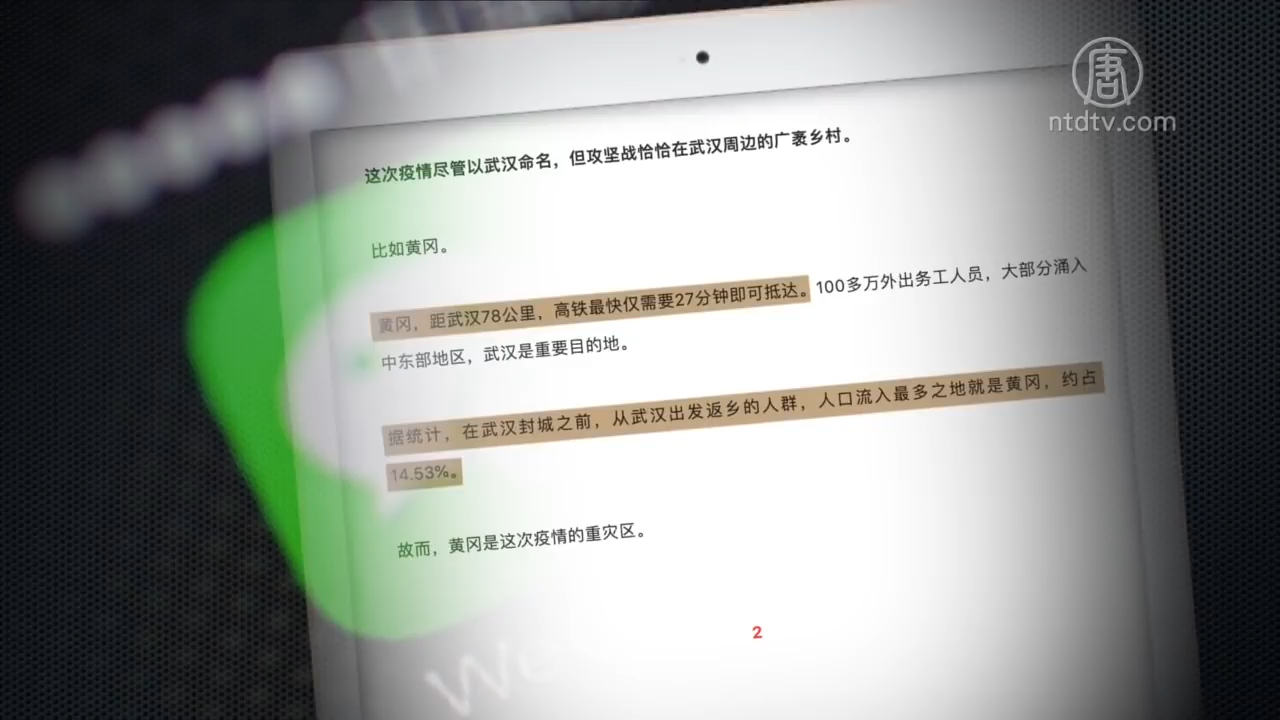 唐
ntdtv.com
这次疫情尽管以武汉命名，但攻坚战恰恰在武汉周边的广袤乡村。
比如黄冈。
黄冈，距武汉78公里，高铁最快仅需要27分钟即可抵达。100多万外出务工人员，大部分涌入
中东部地区，武汉是重要目的地。
据统计，在武汉封城之前，从武汉出发返乡的人群，人口流入最多之地就是黄冈，约占
14.53%。
故而，黄冈是这次疫情的重灾区。
2
We